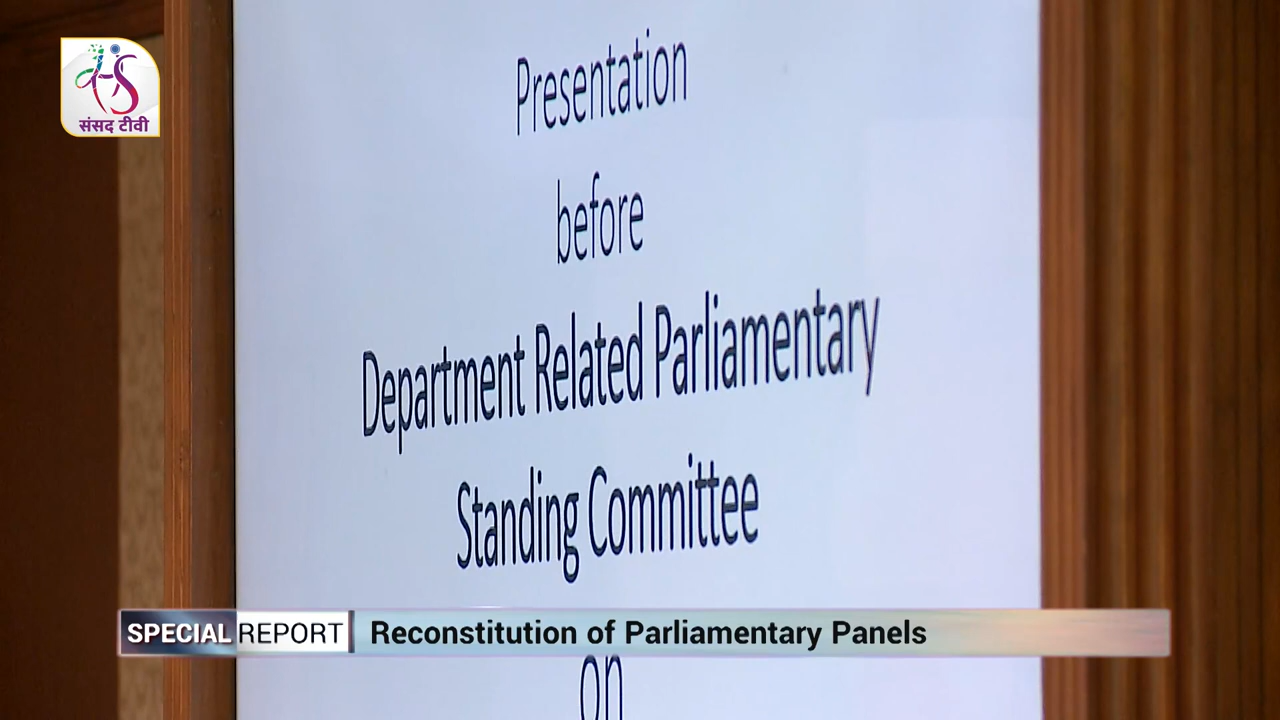 संसद टीवी
Presentation
before
Department Related Parliamentary
Standing Committee
SPECIAL REPORT Reconstitution of Parliamentary Panels
on